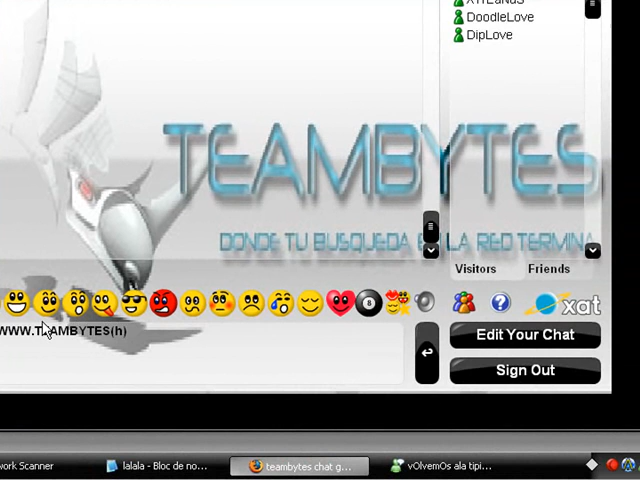 DoodleLove
DipLove
TEAMBYTES
DONDE TU BUSQUEDA EN LA RED TERMINA
Visitors Friends
8
?
xat
WWW.TEAMBYTES(h)
Edit Your Chat
Sign Out
work Scanner
lalala - Bloc de no...
teambytes chat g...
vOlvemOs ala tipi...